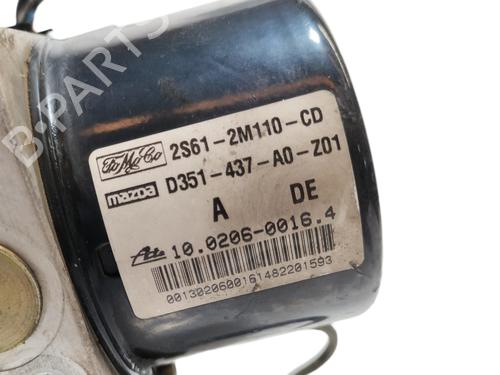 B-PARTS
FoMoCo 2S61-2M110-CD
mazda D351-437-A0-Z01
A DE
Ate 10.0206-0016.4
0013020600161482201593